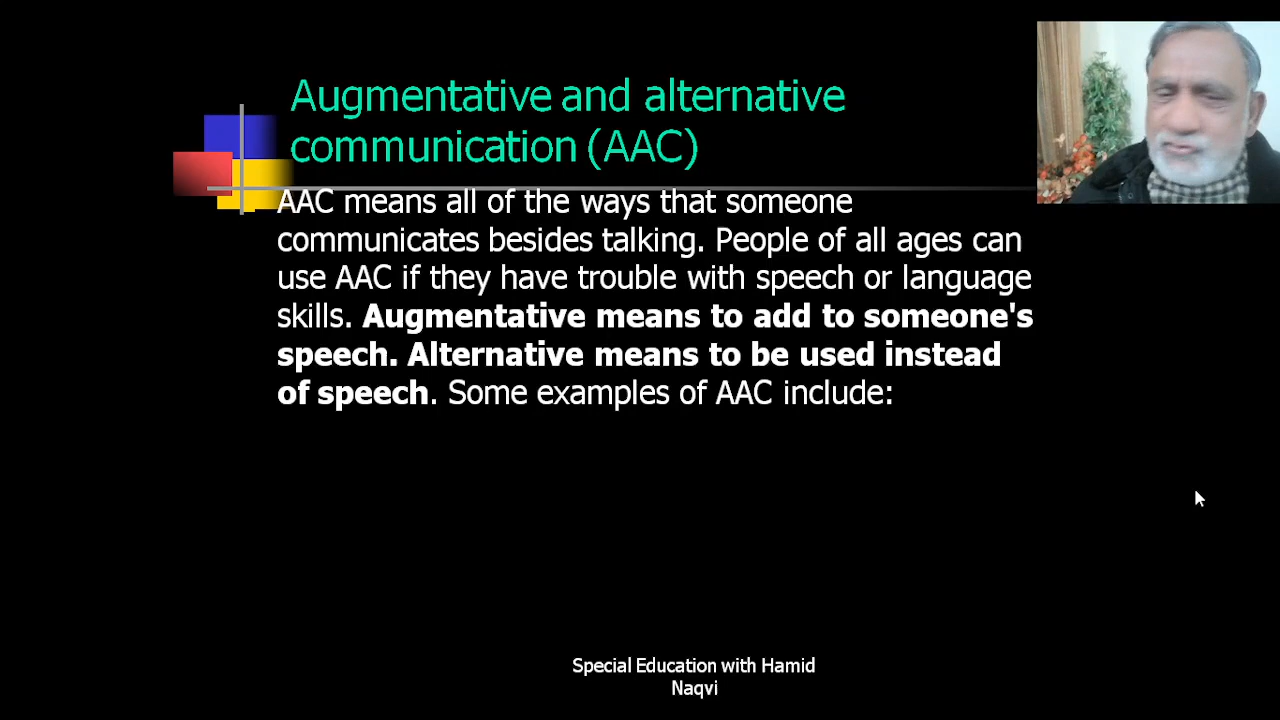 Augmentative and alternative
communication (AAC)
AAC means all of the ways that someone
communicates besides talking. People of all ages can
use AAC if they have trouble with speech or language
skills. Augmentative means to add to someone's
speech. Alternative means to be used instead
of speech. Some examples of AAC include:
Special Education with Hamid
Naqvi